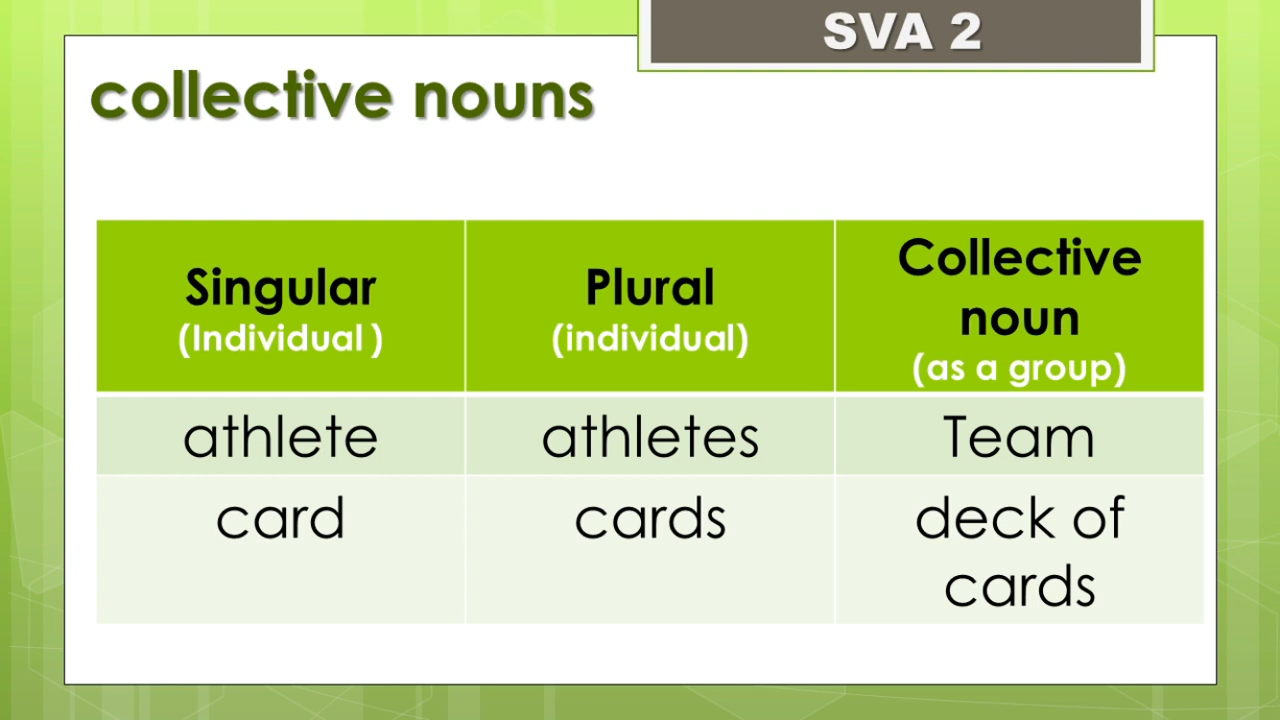 SVA 2
collective nouns
Singular
(Individual )
Plural
(individual)
Collective
noun
(as a group)
athlete
athletes
Team
card
cards
deck of
cards